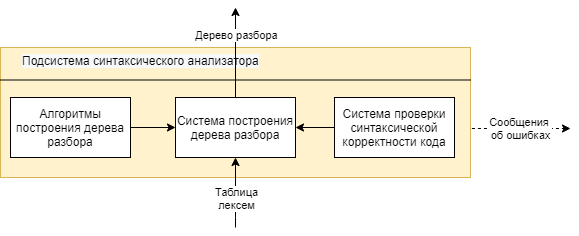 Дерево разбора
Подсистема синтаксического анализатора
Алгоритмы
построения дерева
разбора
Система построения
дерева разбора
Система проверки
синтаксической
корректности кода
Сообщения
об ошибках
Таблица
лексем